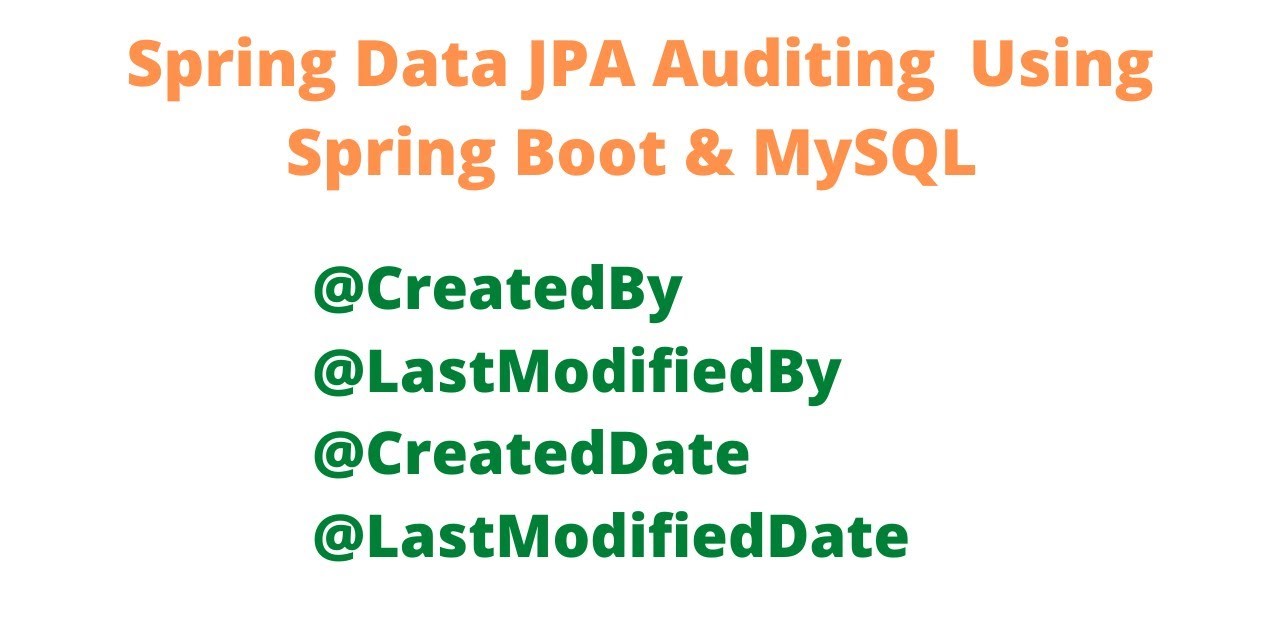 Spring Data JPA Auditing Using
Spring Boot & MySQL
@CreatedBy
@LastModifiedBy
@CreatedDate
@LastModifiedDate